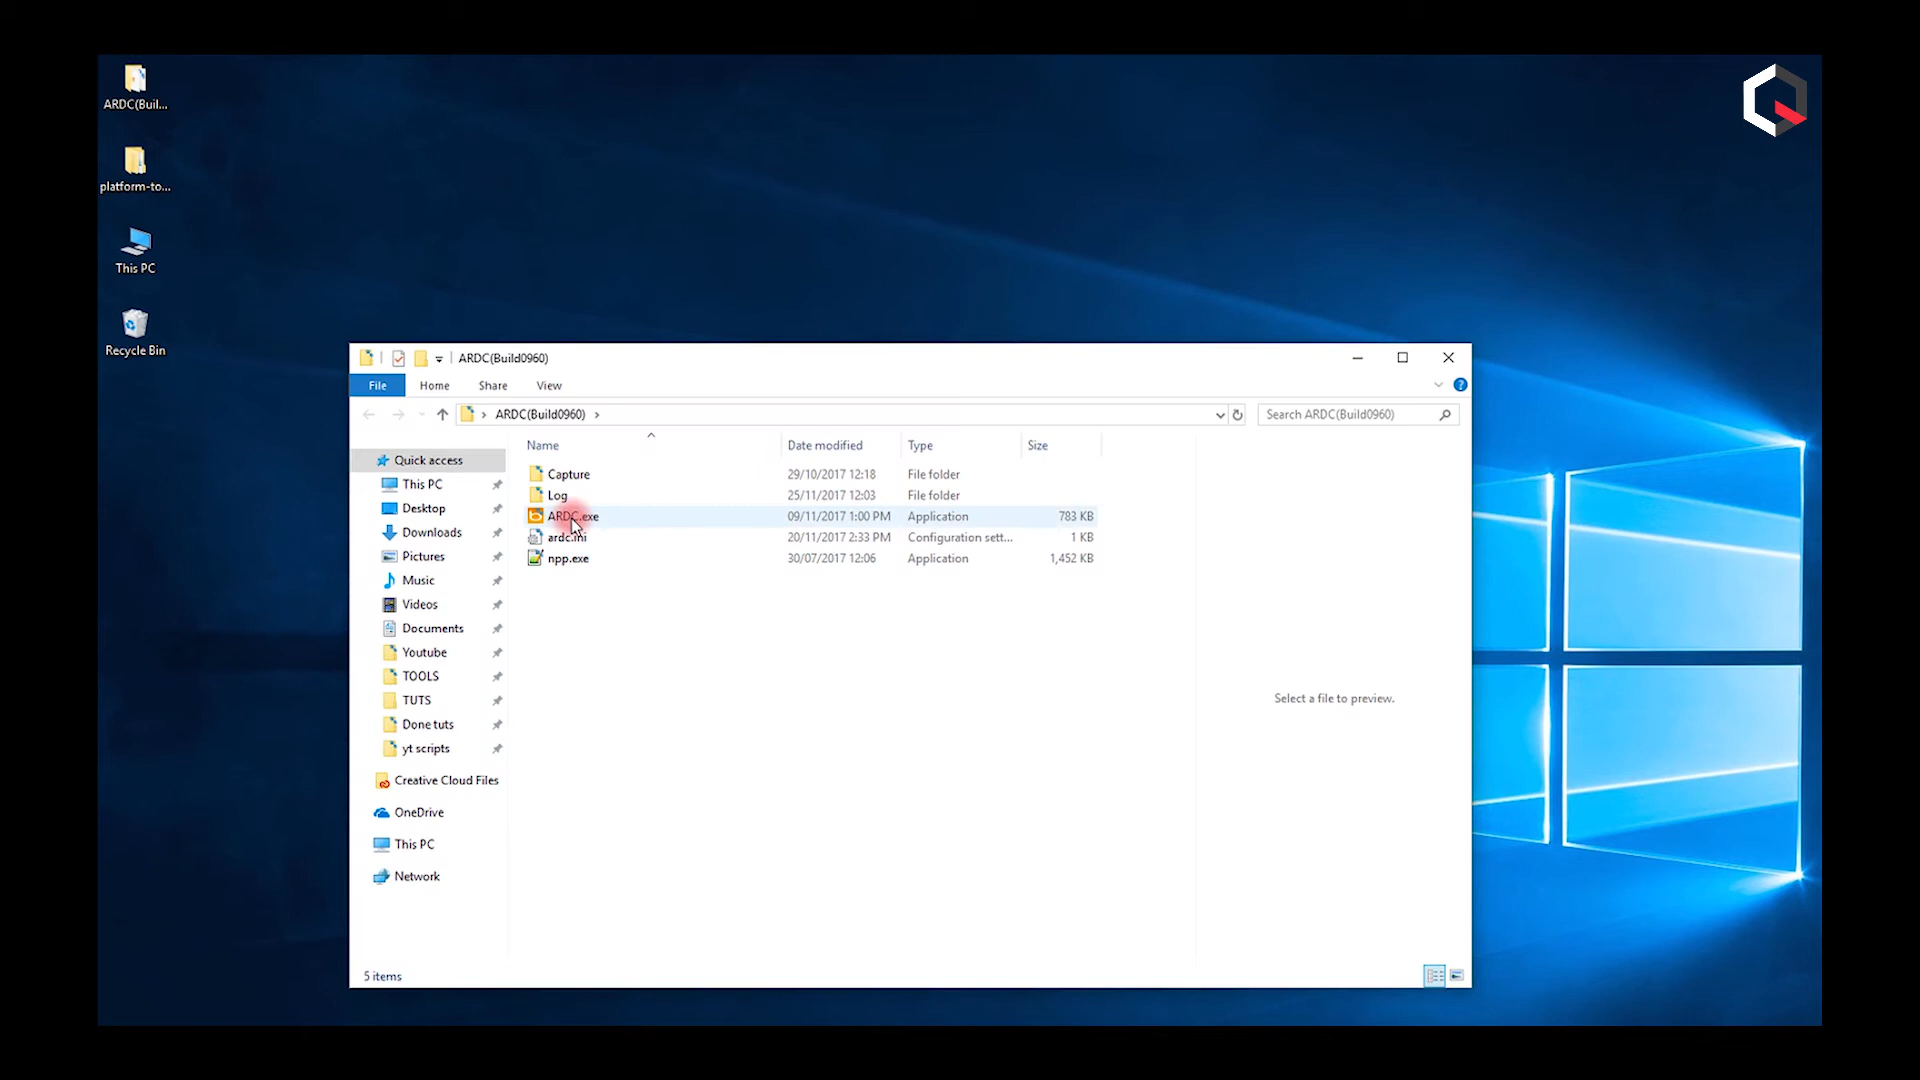 ARDC(Buil...
platform-to...
This PC
Recycle Bin
ARDC(Build0960)
File Home Share View
ARDC(Build0960) Search ARDC(Build0960)
Name Date modified Type Size
Quick access
This PC
Desktop
Downloads
Pictures
Music
Videos
Documents
Youtube
TOOLS
TUTS
Done tuts
yt scripts
Creative Cloud Files
OneDrive
This PC
Network
Capture 29/10/2017 12:18 File folder
Log 25/11/2017 12:03 File folder
ARDC.exe 09/11/2017 1:00 PM Application 783 KB
ardc.ini 20/11/2017 2:33 PM Configuration sett... 1 KB
npp.exe 30/07/2017 12:06 Application 1,452 KB
Select a file to preview.
5 items